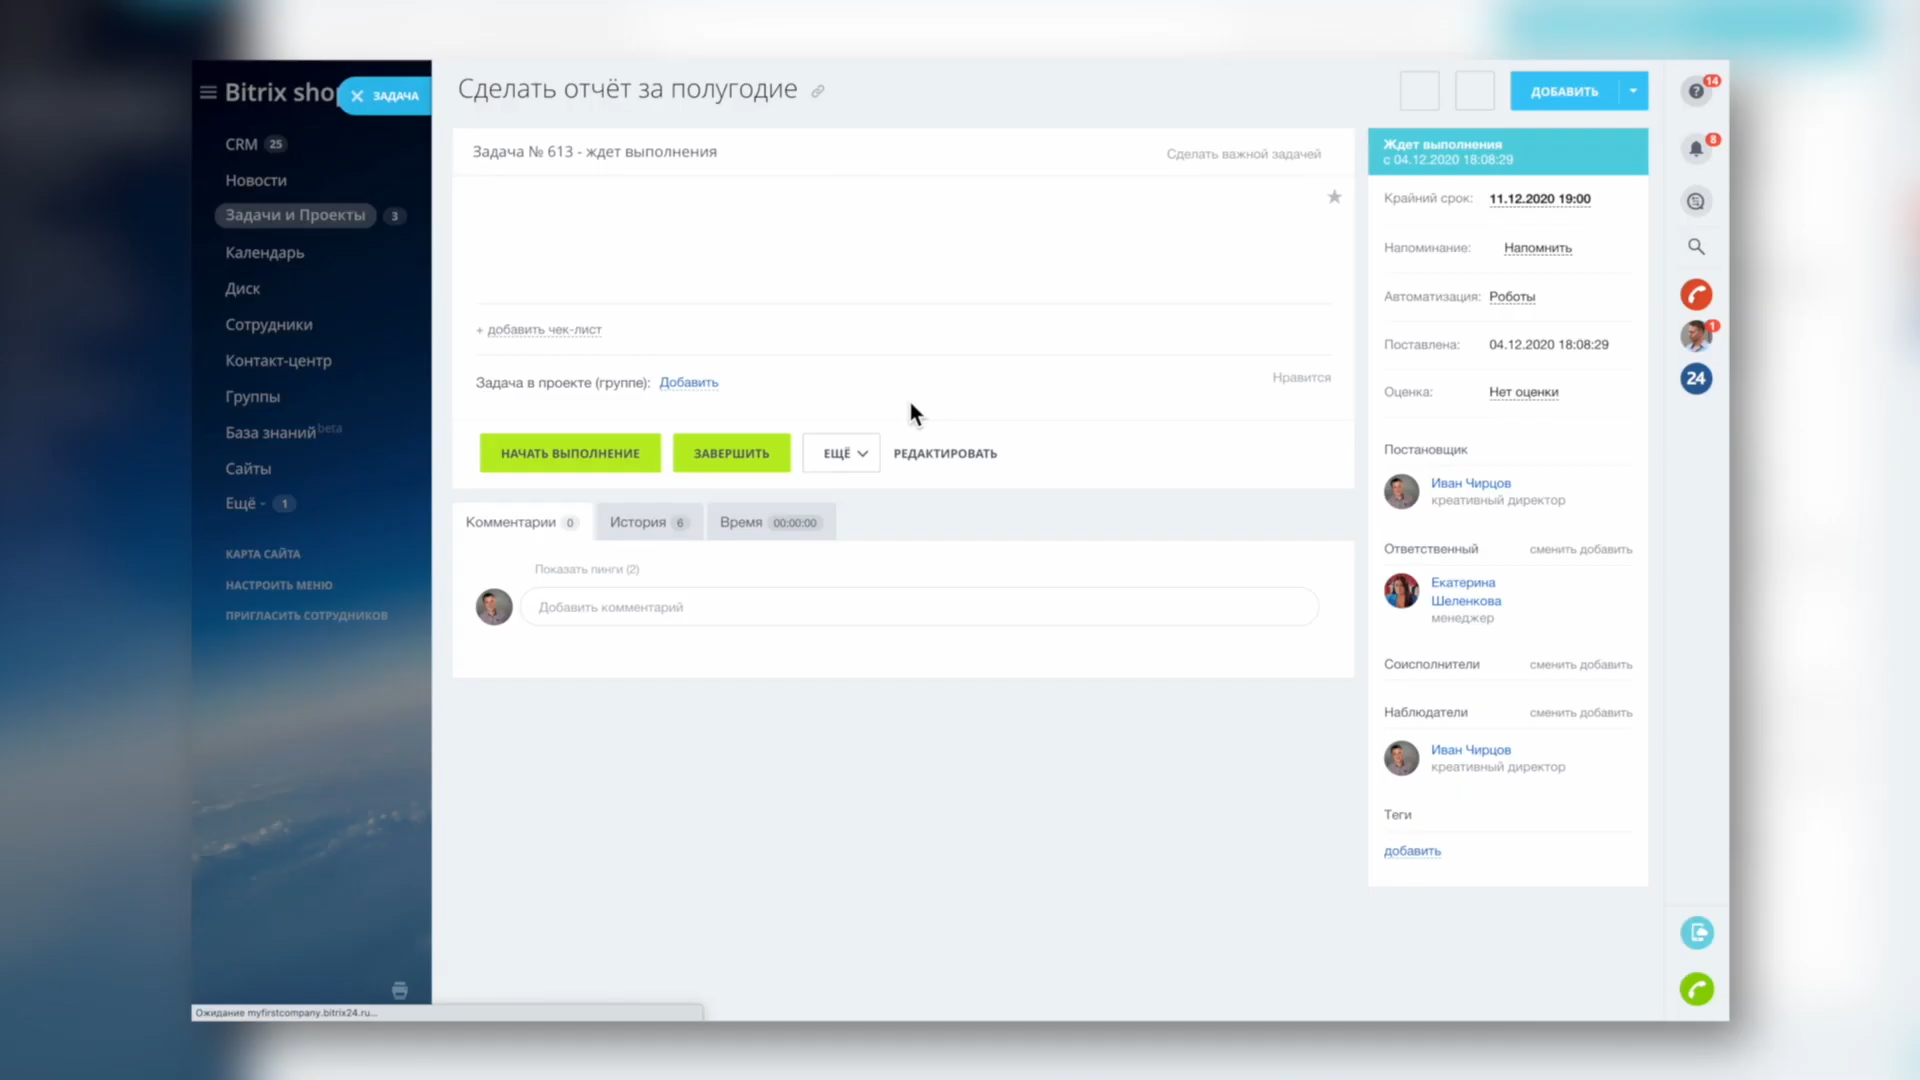 Bitrix shop
ЗАДАЧА
CRM 25
Новости
Задачи и Проекты 3
Календарь
Диск
Сотрудники
Контакт-центр
Группы
База знаний beta
Сайты
Ещё - 1
КАРТА САЙТА
НАСТРОИТЬ МЕНЮ
ПРИГЛАСИТЬ СОТРУДНИКОВ
Ожидание myfirstcompany.bitrix24.ru...
Сделать отчёт за полугодие
ДОБАВИТЬ
Задача № 613 - ждет выполнения
Сделать важной задачей
+ добавить чек-лист
Задача в проекте (группе): Добавить
Нравится
НАЧАТЬ ВЫПОЛНЕНИЕ
ЗАВЕРШИТЬ
ЕЩЁ
РЕДАКТИРОВАТЬ
Комментарии 0
История 6
Время 00:00:00
Показать пинги (2)
Добавить комментарий
Ждет выполнения
с 04.12.2020 18:08:29
Крайний срок: 11.12.2020 19:00
Напоминание: Напомнить
Автоматизация: Роботы
Поставлена: 04.12.2020 18:08:29
Оценка: Нет оценки
Постановщик
Иван Чирцов
креативный директор
Ответственный сменить добавить
Екатерина
Шеленкова
менеджер
Соисполнители сменить добавить
Наблюдатели сменить добавить
Иван Чирцов
креативный директор
Теги
добавить
? 14
8
1
24